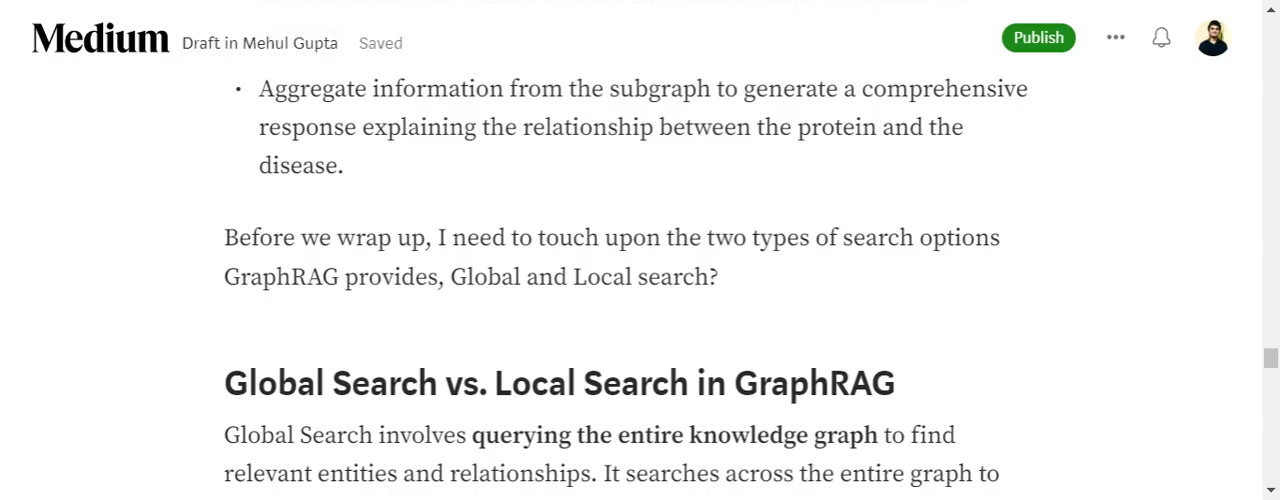 Medium Draft in Mehul Gupta Saved Publish
• Aggregate information from the subgraph to generate a comprehensive
response explaining the relationship between the protein and the
disease.
Before we wrap up, I need to touch upon the two types of search options
GraphRAG provides, Global and Local search?
Global Search vs. Local Search in GraphRAG
Global Search involves querying the entire knowledge graph to find
relevant entities and relationships. It searches across the entire graph to